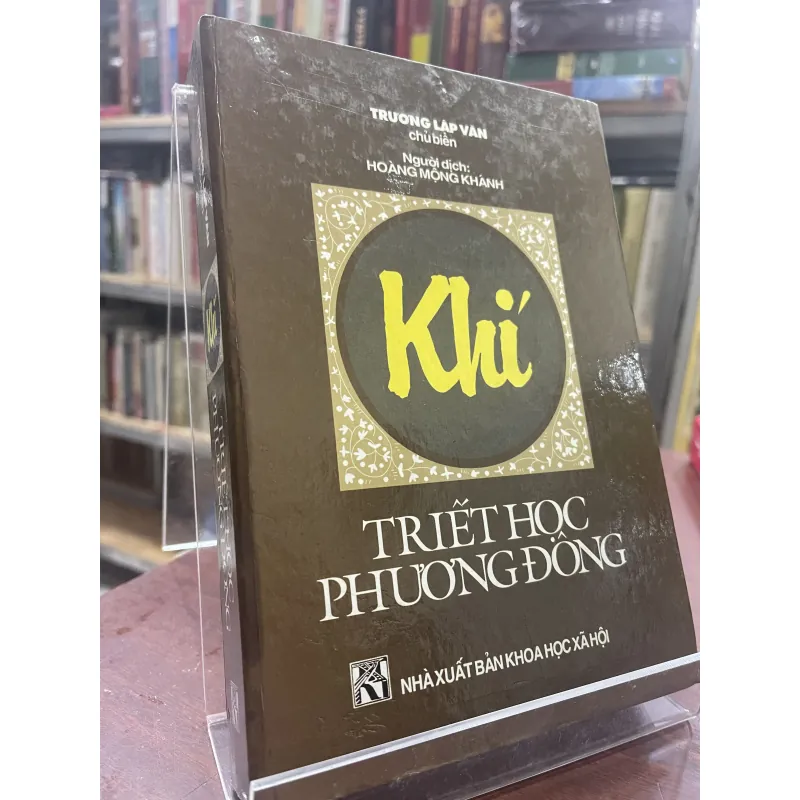 TRƯƠNG LẬP VĂN
chủ biên
Người dịch:
HOÀNG MỘNG KHÁNH
Khí
TRIẾT HỌC
PHƯƠNG ĐÔNG
NHÀ XUẤT BẢN KHOA HỌC XÃ HỘI
Khí